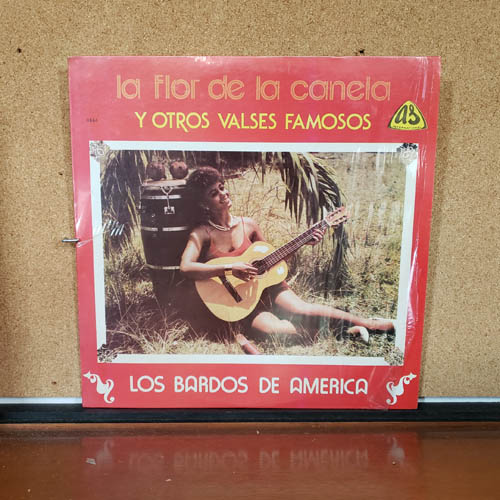 la flor de la canela
Y OTROS VALSES FAMOSOS
AS
LOS BARDOS DE AMERICA